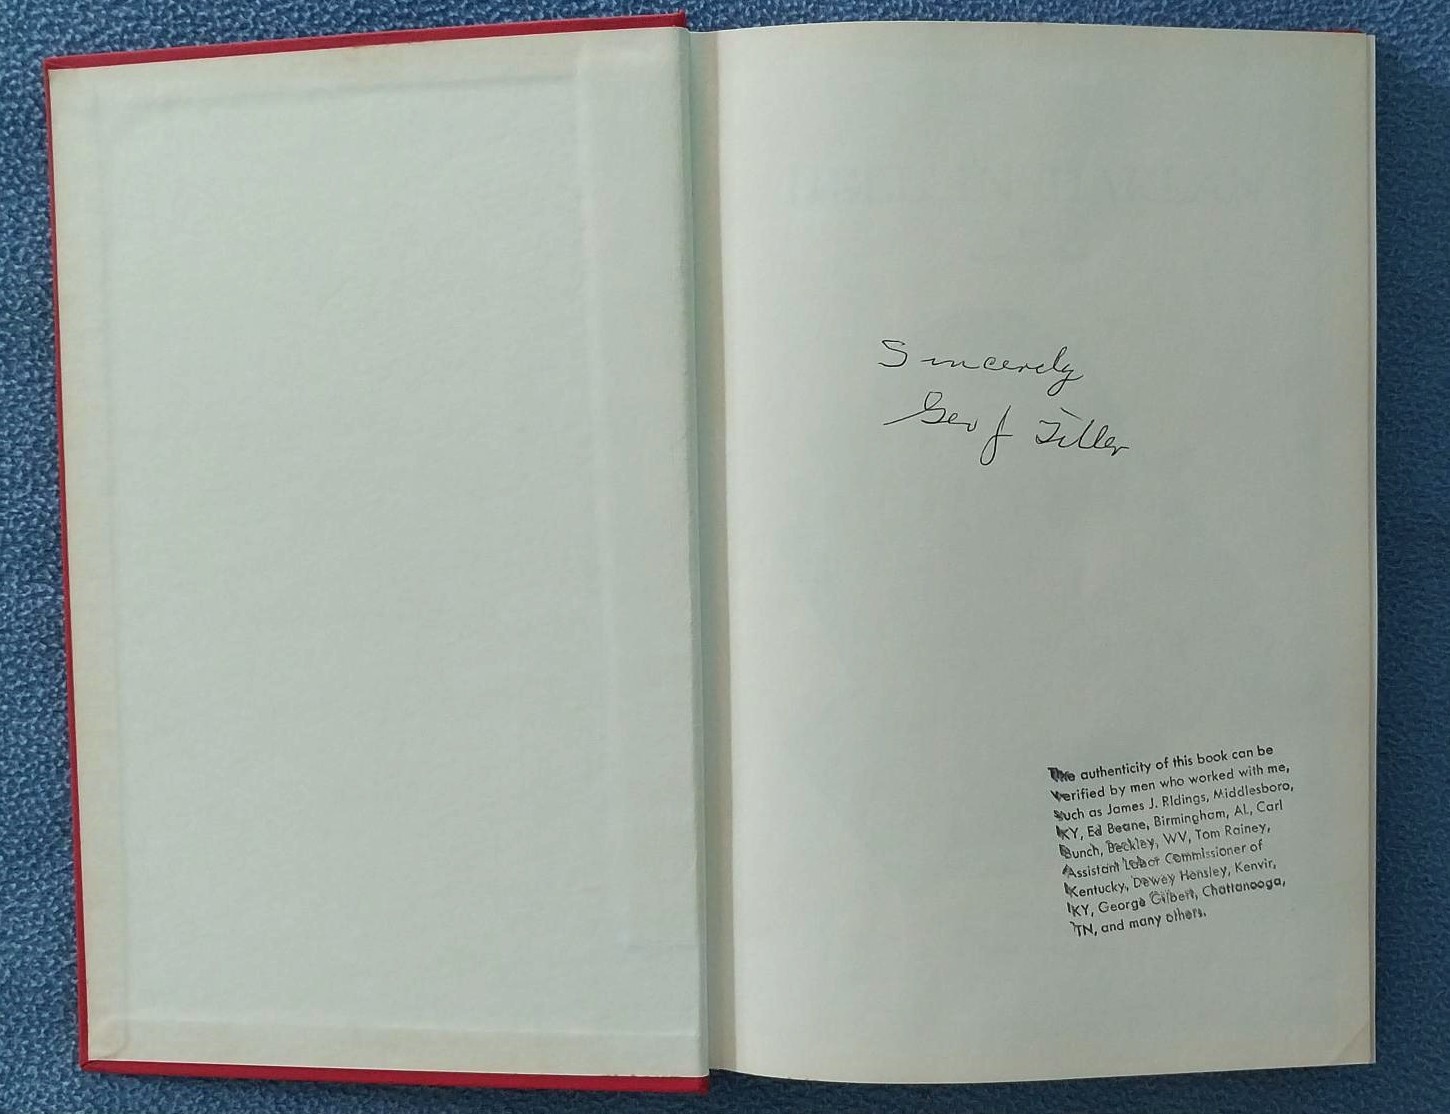 Sincerely
Geo J Titler
The authenticity of this book can be
verified by men who worked with me,
such as James J. Ridings, Middlesboro,
KY, Ed Beane, Birmingham, Al., Carl
Bunch, Beckley, WV, Tom Rainey,
Assistant Labor Commissioner of
Kentucky, Dewey Hensley, Kenvir,
KY, George Gilbert, Chattanooga,
TN, and many others.